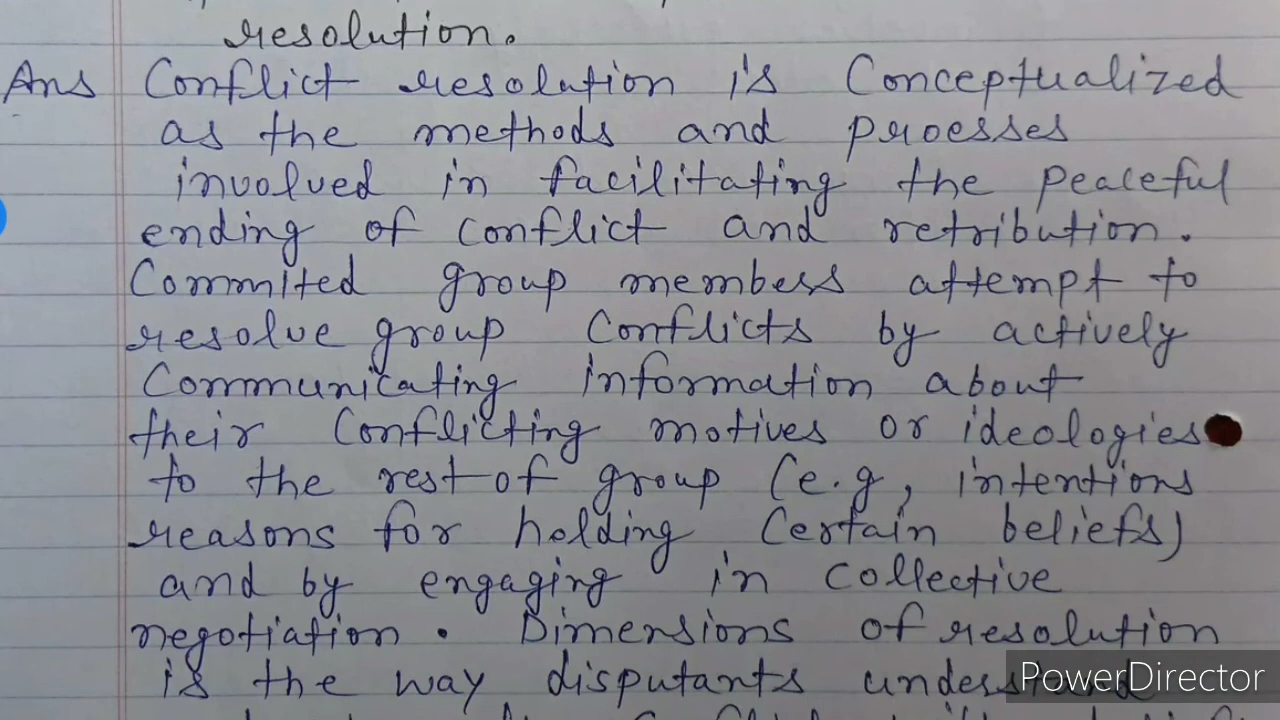 resolution.
Ans Conflict resolution is Conceptualized
as the methods and processes
involved in facilitating the peaceful
ending of conflict and retribution.
Commited group members attempt to
resolve group Conflicts by actively
Communicating information about
their Conflicting motives or ideologies
to the rest of group (e.g, intentions
reasons for holding Certain beliefs)
and by engaging in Collective
negotiation. Dimensions of resolution
is the way disputants understand
PowerDirector